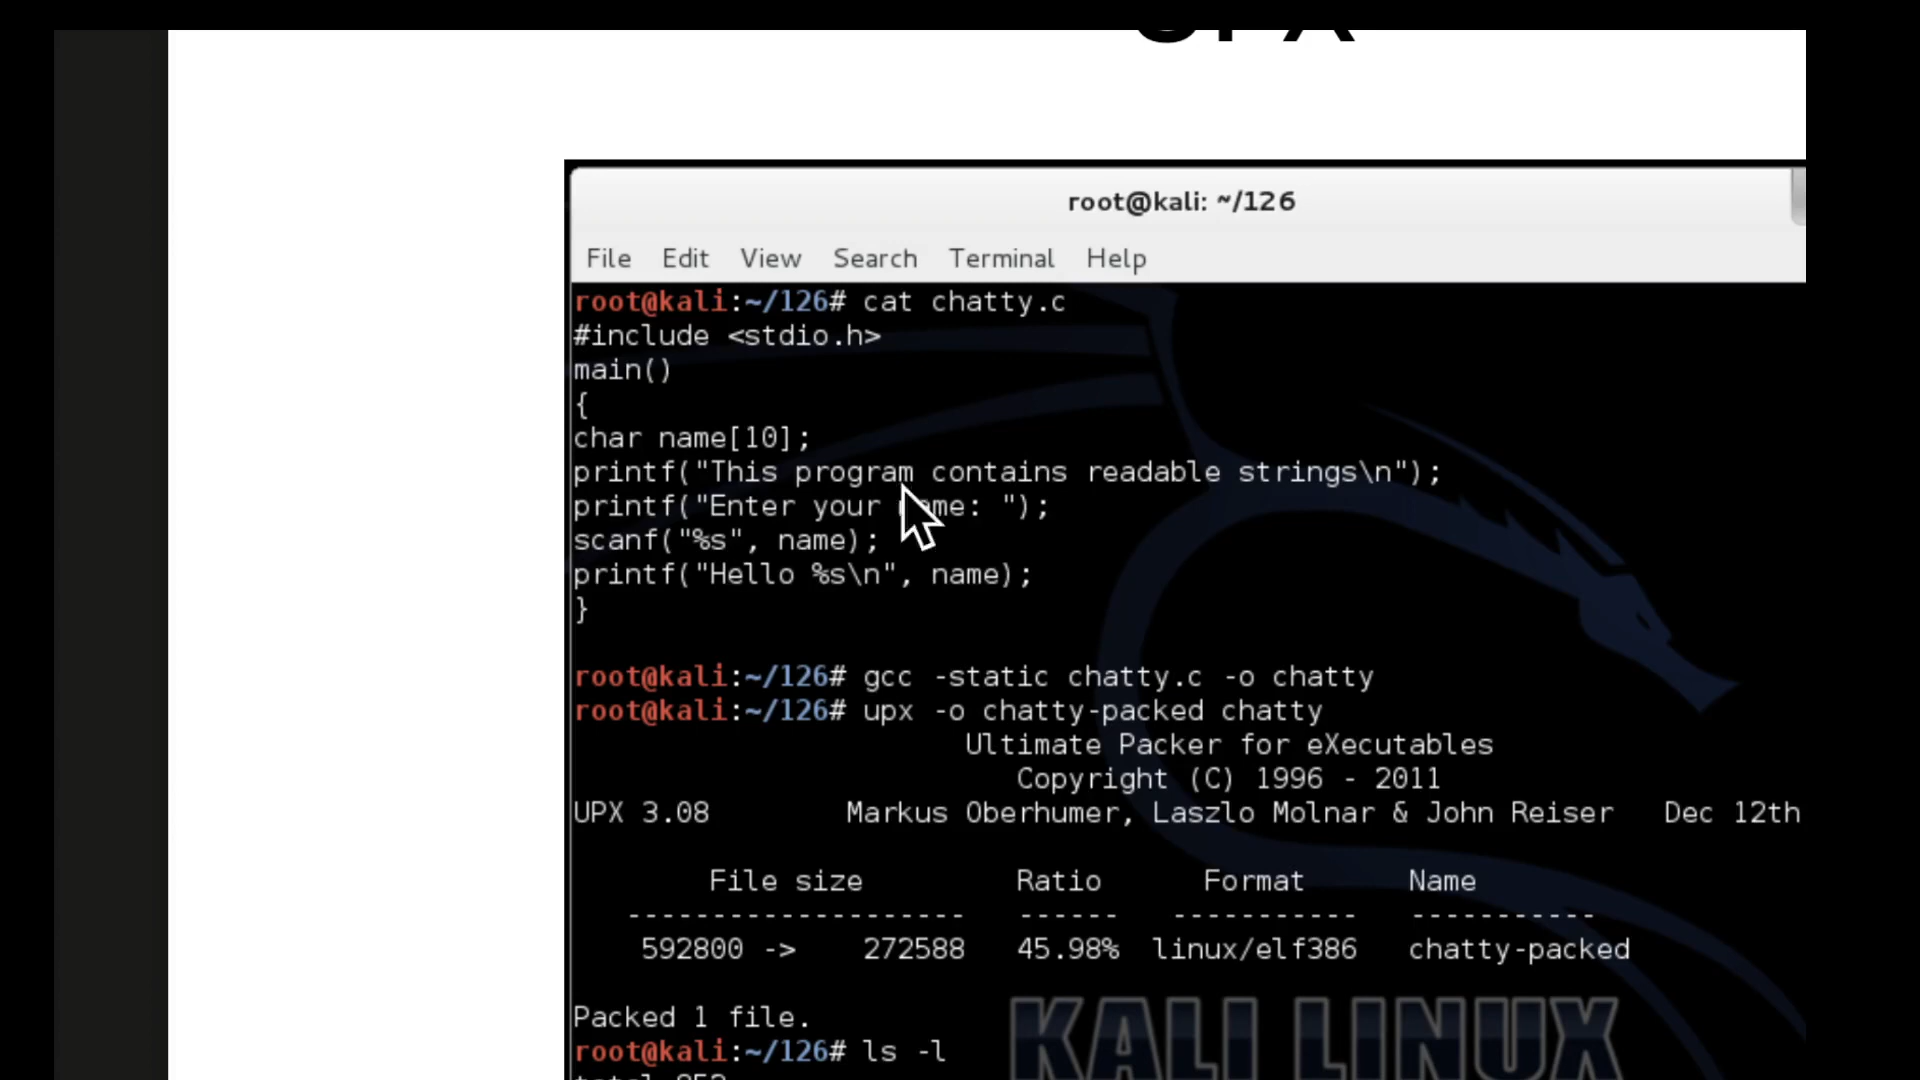 UPX
root@kali: ~/126
File Edit View Search Terminal Help
root@kali:~/126# cat chatty.c
#include <stdio.h>
main()
{
char name[10];
printf("This program contains readable strings\n");
printf("Enter your name: ");
scanf("%s", name);
printf("Hello %s\n", name);
}
root@kali:~/126# gcc -static chatty.c -o chatty
root@kali:~/126# upx -o chatty-packed chatty
Ultimate Packer for eXecutables
Copyright (C) 1996 - 2011
UPX 3.08 Markus Oberhumer, Laszlo Molnar & John Reiser Dec 12th
File size Ratio Format Name
-------------------- ------ ----------- -----------
592800 -> 272588 45.98% linux/elf386 chatty-packed
Packed 1 file.
KALI LINUX
root@kali:~/126# ls -l